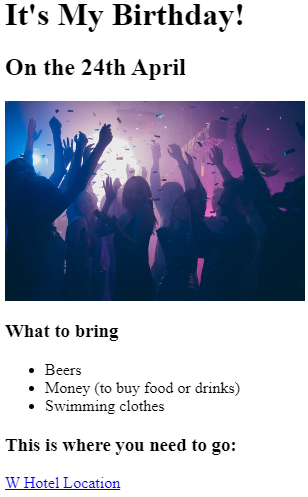 It's My Birthday!
On the 24th April
What to bring
Beers
Money (to buy food or drinks)
Swimming clothes
This is where you need to go:
W Hotel Location